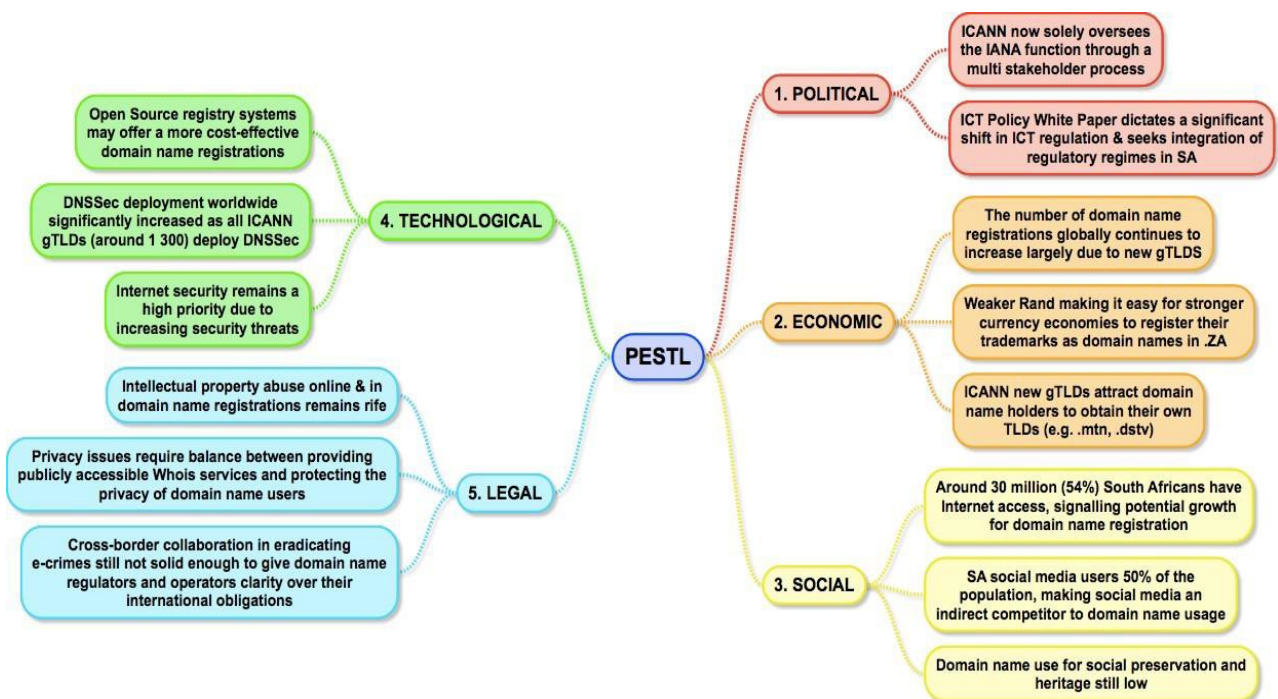 PESTL
1. POLITICAL
ICANN now solely oversees
the IANA function through a
multi stakeholder process
ICT Policy White Paper dictates a significant
shift in ICT regulation & seeks integration of
regulatory regimes in SA
2. ECONOMIC
The number of domain name
registrations globally continues to
increase largely due to new gTLDS
Weaker Rand making it easy for stronger
currency economies to register their
trademarks as domain names in .ZA
ICANN new gTLDs attract domain
name holders to obtain their own
TLDs (e.g. .mtn, .dstv)
3. SOCIAL
Around 30 million (54%) South Africans have
Internet access, signalling potential growth
for domain name registration
SA social media users 50% of the
population, making social media an
indirect competitor to domain name usage
Domain name use for social preservation and
heritage still low
4. TECHNOLOGICAL
Open Source registry systems
may offer a more cost-effective
domain name registrations
DNSSec deployment worldwide
significantly increased as all ICANN
gTLDs (around 1 300) deploy DNSSec
Internet security remains a
high priority due to
increasing security threats
5. LEGAL
Intellectual property abuse online & in
domain name registrations remains rife
Privacy issues require balance between providing
publicly accessible Whois services and protecting the
privacy of domain name users
Cross-border collaboration in eradicating
e-crimes still not solid enough to give domain name
regulators and operators clarity over their
international obligations